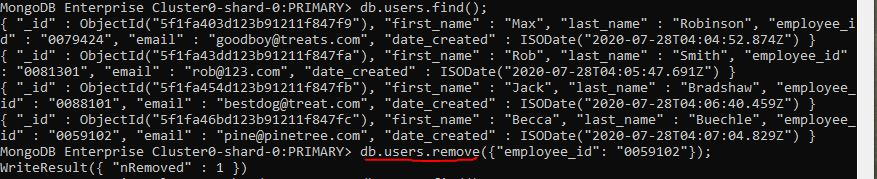 MongoDB Enterprise Cluster0-shard-0:PRIMARY> db.users.find();
{ "_id" : ObjectId("5f1fa403d123b91211f847f9"), "first_name" : "Max", "last_name" : "Robinson", "employee_i
d" : "0079424", "email" : "goodboy@treats.com", "date_created" : ISODate("2020-07-28T04:04:52.874Z") }
{ "_id" : ObjectId("5f1fa43dd123b91211f847fa"), "first_name" : "Rob", "last_name" : "Smith", "employee_id"
: "0081301", "email" : "rob@123.com", "date_created" : ISODate("2020-07-28T04:05:47.691Z") }
{ "_id" : ObjectId("5f1fa454d123b91211f847fb"), "first_name" : "Jack", "last_name" : "Bradshaw", "employee_
id" : "0088101", "email" : "bestdog@treat.com", "date_created" : ISODate("2020-07-28T04:06:40.459Z") }
{ "_id" : ObjectId("5f1fa46bd123b91211f847fc"), "first_name" : "Becca", "last_name" : "Buechle", "employee_
id" : "0059102", "email" : "pine@pinetree.com", "date_created" : ISODate("2020-07-28T04:07:04.829Z") }
MongoDB Enterprise Cluster0-shard-0:PRIMARY> db.users.remove({"employee_id": "0059102"});
WriteResult({ "nRemoved" : 1 })